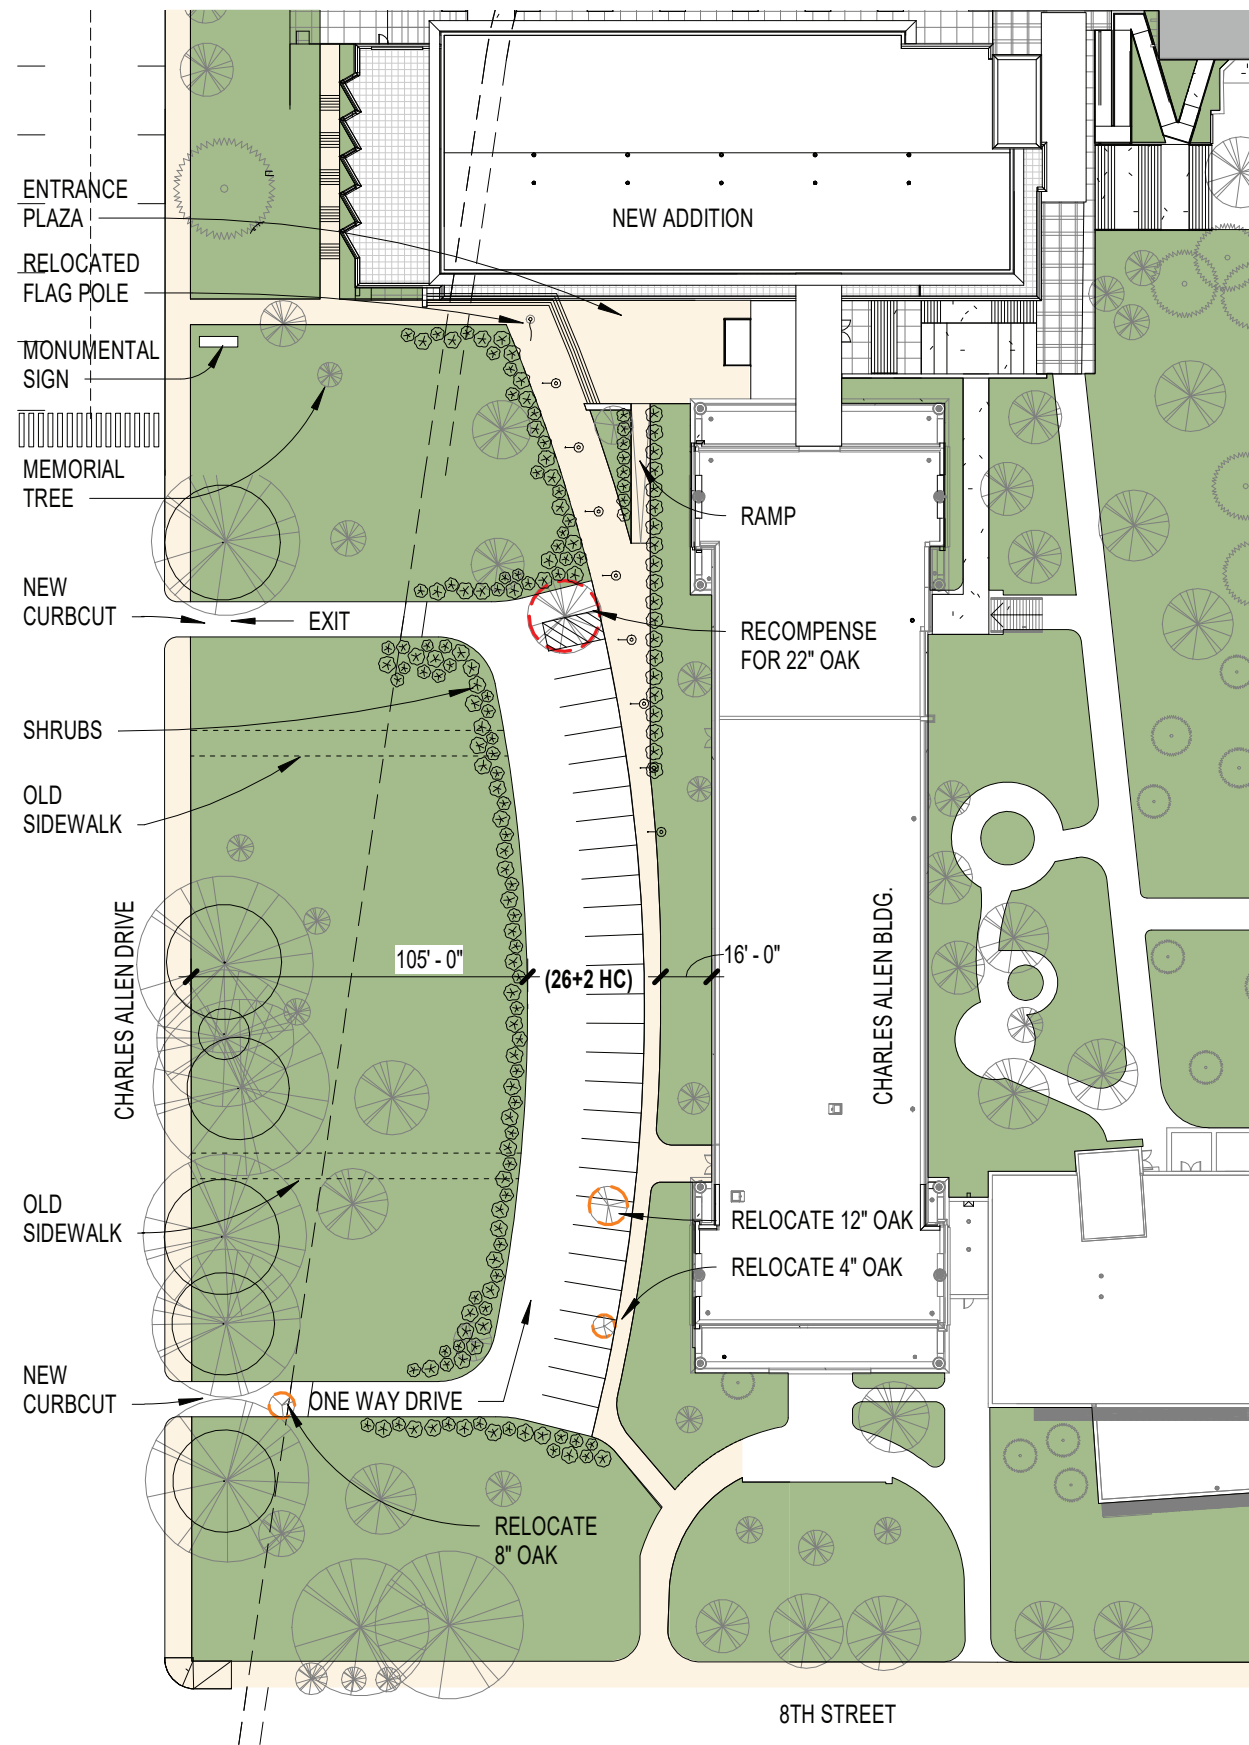 NEW ADDITION
ENTRANCE
PLAZA
RELOCATED
FLAG POLE
MONUMENTAL
SIGN
MEMORIAL
TREE
RAMP
NEW
CURBCUT
EXIT
RECOMPENSE
FOR 22" OAK
SHRUBS
OLD
SIDEWALK
CHARLES ALLEN DRIVE
105' - 0"
(26+2 HC)
16' - 0"
CHARLES ALLEN BLDG.
OLD
SIDEWALK
RELOCATE 12" OAK
RELOCATE 4" OAK
NEW
CURBCUT
ONE WAY DRIVE
RELOCATE
8" OAK
8TH STREET